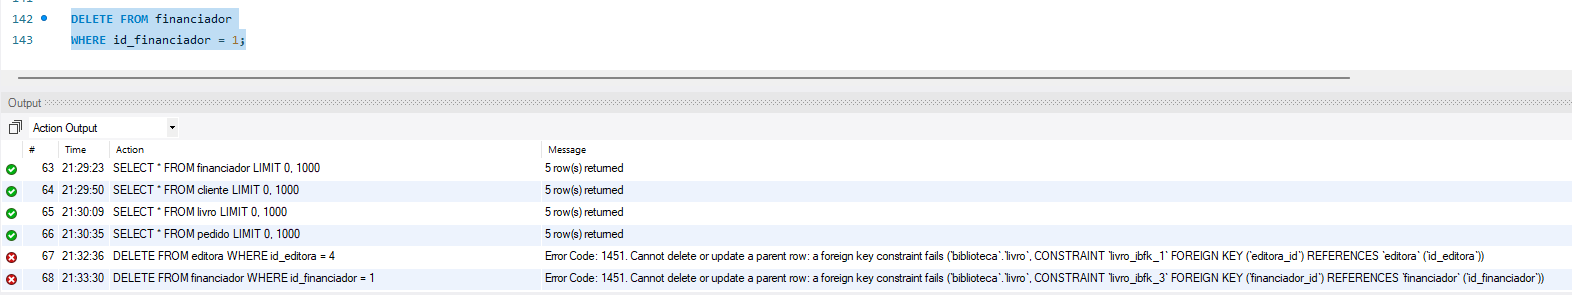 142 DELETE FROM financiador
143 WHERE id_financiador = 1;
Output
Action Output
# Time Action Message
63 21:29:23 SELECT * FROM financiador LIMIT 0, 1000 5 row(s) returned
64 21:29:50 SELECT * FROM cliente LIMIT 0, 1000 5 row(s) returned
65 21:30:09 SELECT * FROM livro LIMIT 0, 1000 5 row(s) returned
66 21:30:35 SELECT * FROM pedido LIMIT 0, 1000 5 row(s) returned
67 21:32:36 DELETE FROM editora WHERE id_editora = 4 Error Code: 1451. Cannot delete or update a parent row: a foreign key constraint fails (`biblioteca`.`livro`, CONSTRAINT `livro_ibfk_1` FOREIGN KEY (`editora_id`) REFERENCES `editora` (`id_editora`))
68 21:33:30 DELETE FROM financiador WHERE id_financiador = 1 Error Code: 1451. Cannot delete or update a parent row: a foreign key constraint fails (`biblioteca`.`livro`, CONSTRAINT `livro_ibfk_3` FOREIGN KEY (`financiador_id`) REFERENCES `financiador` (`id_financiador`))